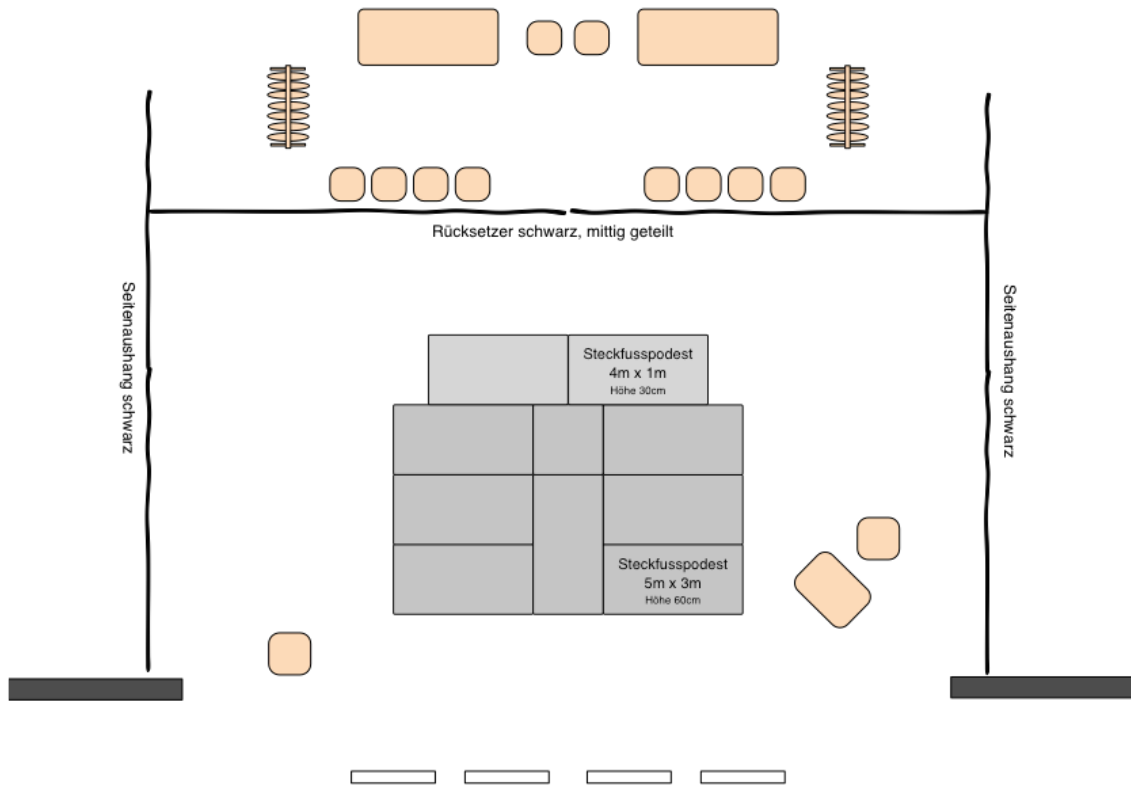 Rücksetzer schwarz, mittig geteilt
Seitenaushang schwarz
Seitenaushang schwarz
Steckfusspodest
4m x 1m
Höhe 30cm
Steckfusspodest
5m x 3m
Höhe 60cm